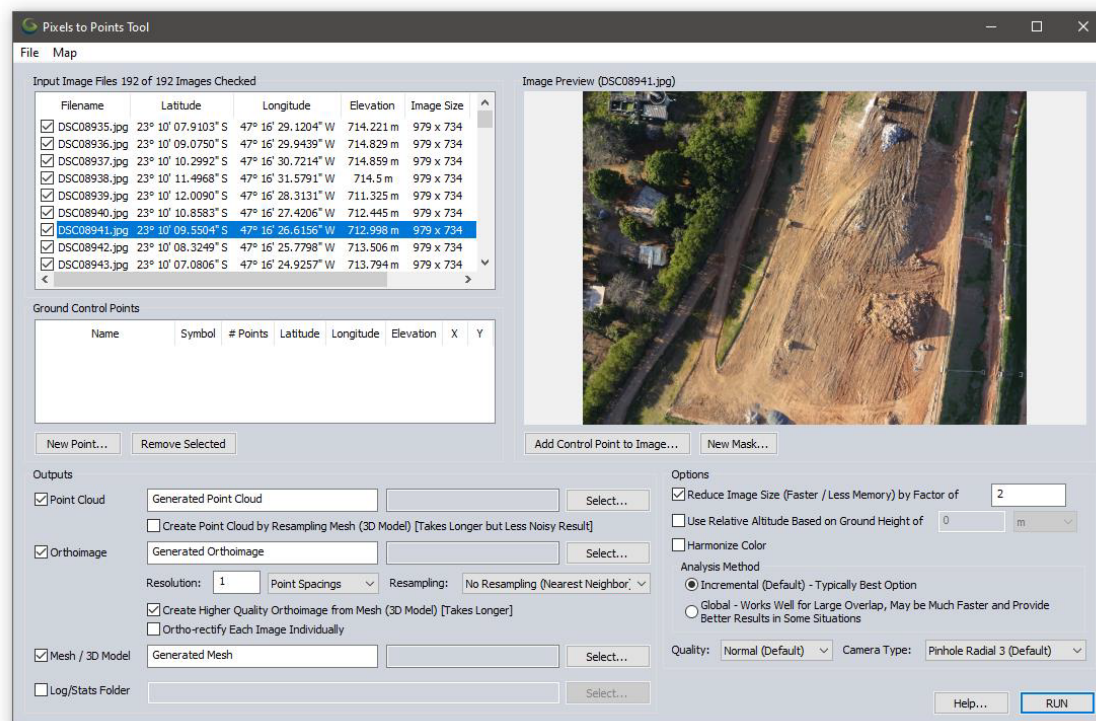 Pixels to Points Tool
File Map
Input Image Files 192 of 192 Images Checked
Filename Latitude Longitude Elevation Image Size
DSC08935.jpg 23° 10' 07.9103" S 47° 16' 29.1204" W 714.221 m 979 x 734
DSC08936.jpg 23° 10' 09.0750" S 47° 16' 29.9439" W 714.829 m 979 x 734
DSC08937.jpg 23° 10' 10.2992" S 47° 16' 30.7214" W 714.859 m 979 x 734
DSC08938.jpg 23° 10' 11.4968" S 47° 16' 31.5791" W 714.5 m 979 x 734
DSC08939.jpg 23° 10' 12.0090" S 47° 16' 28.3131" W 711.325 m 979 x 734
DSC08940.jpg 23° 10' 10.8583" S 47° 16' 27.4206" W 712.445 m 979 x 734
DSC08941.jpg 23° 10' 09.5504" S 47° 16' 26.6156" W 712.998 m 979 x 734
DSC08942.jpg 23° 10' 08.3249" S 47° 16' 25.7798" W 713.506 m 979 x 734
DSC08943.jpg 23° 10' 07.0806" S 47° 16' 24.9257" W 713.794 m 979 x 734
Image Preview (DSC08941.jpg)
Ground Control Points
Name Symbol # Points Latitude Longitude Elevation X Y
New Point... Remove Selected
Add Control Point to Image... New Mask...
Outputs
Point Cloud Generated Point Cloud Select...
Create Point Cloud by Resampling Mesh (3D Model) [Takes Longer but Less Noisy Result]
Orthoimage Generated Orthoimage Select...
Resolution: 1 Point Spacings Resampling: No Resampling (Nearest Neighbor)
Create Higher Quality Orthoimage from Mesh (3D Model) [Takes Longer]
Ortho-rectify Each Image Individually
Mesh / 3D Model Generated Mesh Select...
Log/Stats Folder Select...
Options
Reduce Image Size (Faster / Less Memory) by Factor of 2
Use Relative Altitude Based on Ground Height of 0 m
Harmonize Color
Analysis Method
Incremental (Default) - Typically Best Option
Global - Works Well for Large Overlap, May be Much Faster and Provide
Better Results in Some Situations
Quality: Normal (Default) Camera Type: Pinhole Radial 3 (Default)
Help... RUN